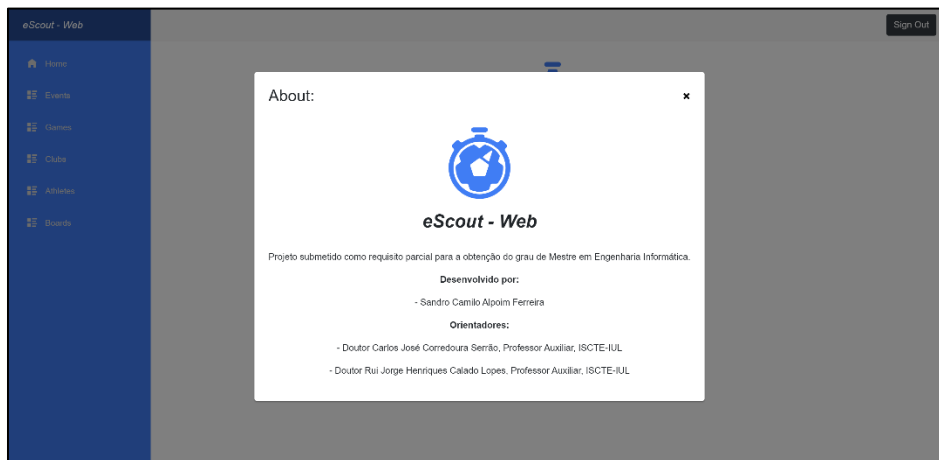 eScout - Web
Sign Out
Home
Events
Games
Clubs
Athletes
Boards
About:
eScout - Web
Projeto submetido como requisito parcial para a obtenção do grau de Mestre em Engenharia Informática.
Desenvolvido por:
- Sandro Camilo Alpoim Ferreira
Orientadores:
- Doutor Carlos José Corredoura Serrão, Professor Auxiliar, ISCTE-IUL
- Doutor Rui Jorge Henriques Calado Lopes, Professor Auxiliar, ISCTE-IUL